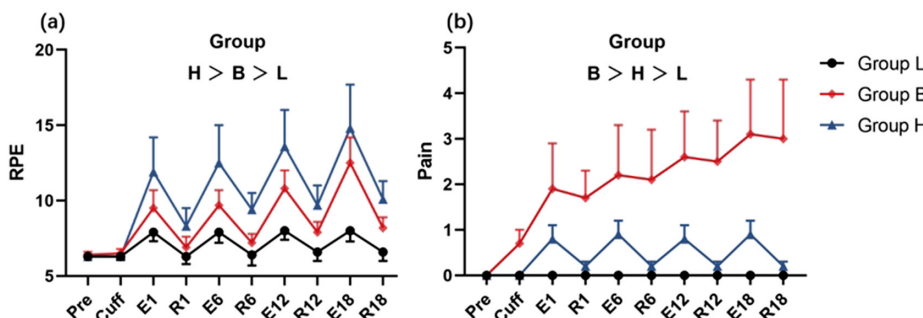 (a)
Group
H > B > L
20
15
10
5
RPE
Pre
Cuff
E1
R1
E6
R6
E12
R12
E18
R18
(b)
Group
B > H > L
5
4
3
2
1
0
Pain
Pre
Cuff
E1
R1
E6
R6
E12
R12
E18
R18
Group L
Group B
Group H